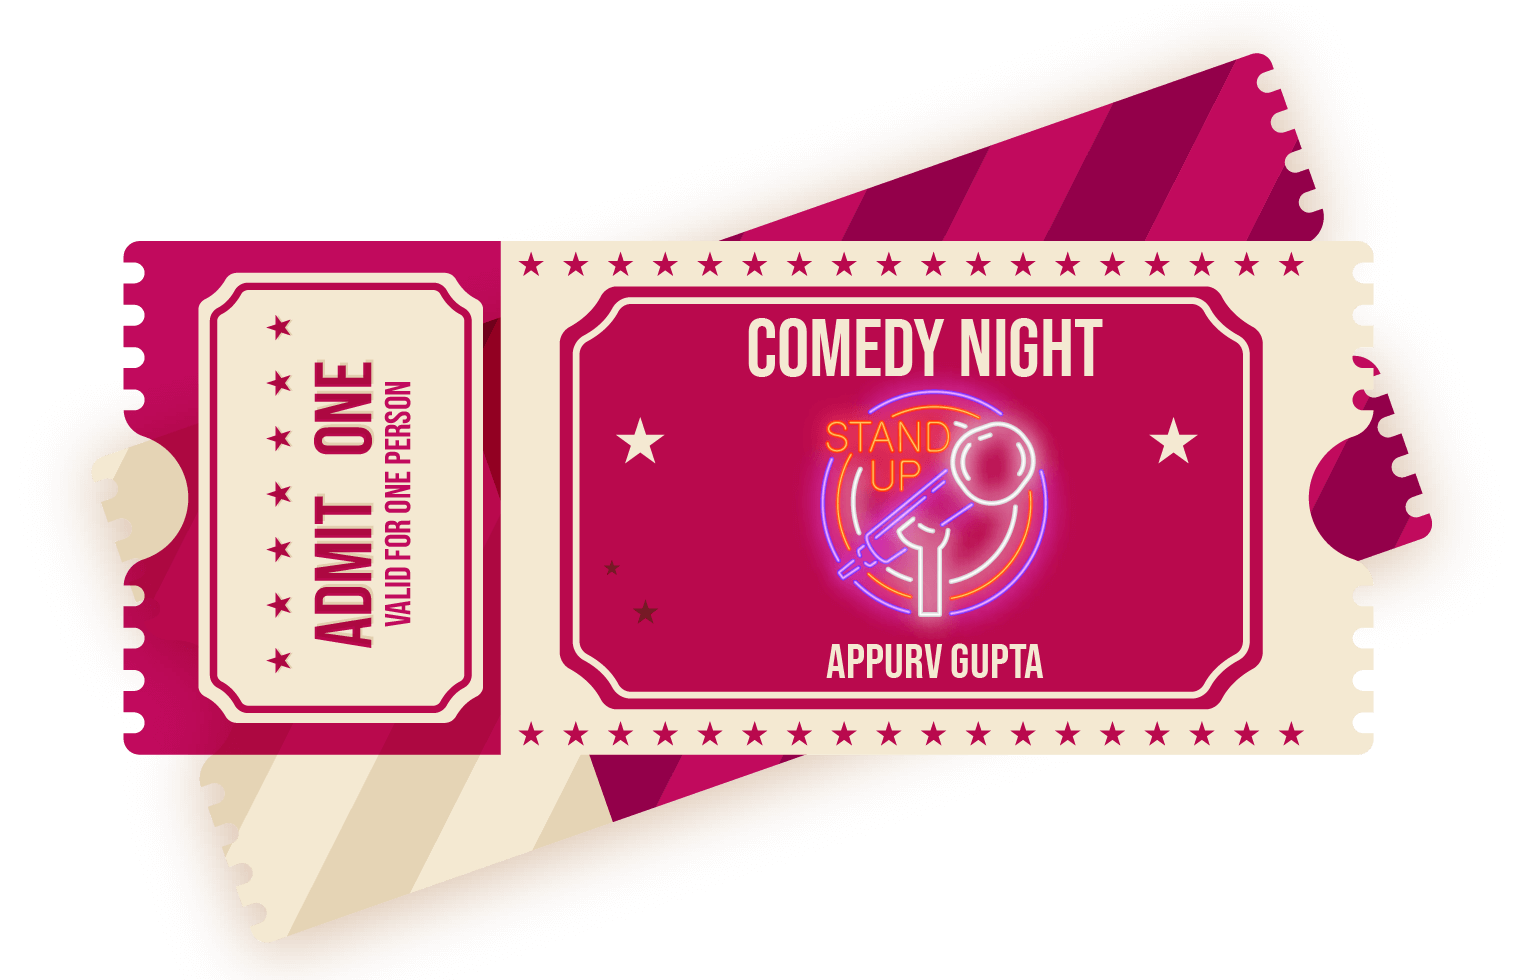 ADMIT ONE
VALID FOR ONE PERSON
COMEDY NIGHT
STAND
UP
APPURV GUPTA